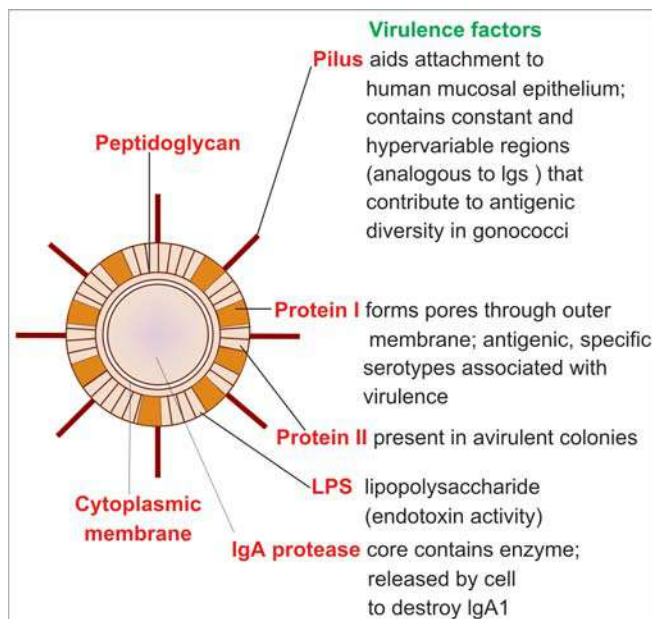 Virulence factors
Pilus aids attachment to
human mucosal epithelium;
contains constant and
hypervariable regions
(analogous to Igs ) that
contribute to antigenic
diversity in gonococci
Peptidoglycan
Protein I forms pores through outer
membrane; antigenic, specific
serotypes associated with
virulence
Protein II present in avirulent colonies
LPS lipopolysaccharide
(endotoxin activity)
Cytoplasmic
membrane
IgA protease core contains enzyme;
released by cell
to destroy IgA1